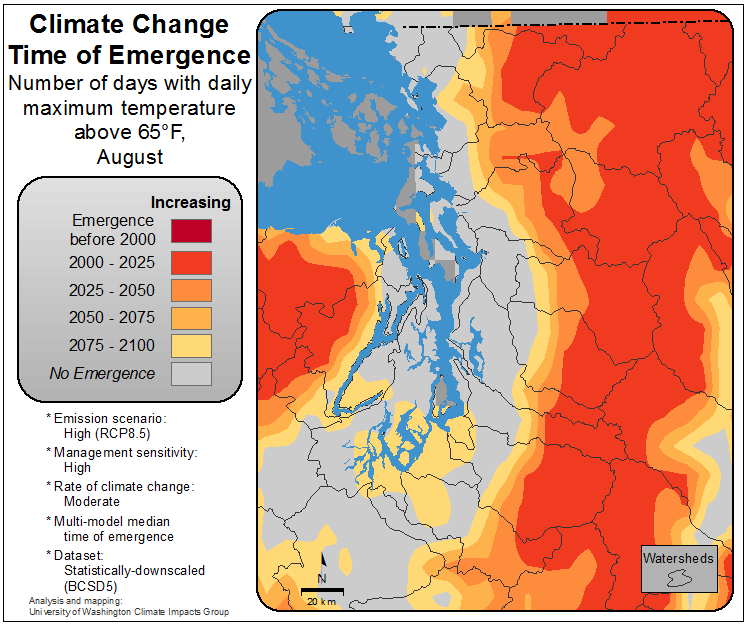 Climate Change
Time of Emergence
Number of days with daily
maximum temperature
above 65°F,
August
Increasing
Emergence
before 2000
2000 - 2025
2025 - 2050
2050 - 2075
2075 - 2100
No Emergence
* Emission scenario:
High (RCP8.5)
* Management sensitivity:
High
* Rate of climate change:
Moderate
* Multi-model median
time of emergence
* Dataset:
Statistically-downscaled
(BCSD5)
Analysis and mapping:
University of Washington Climate Impacts Group
N
20 km
Watersheds